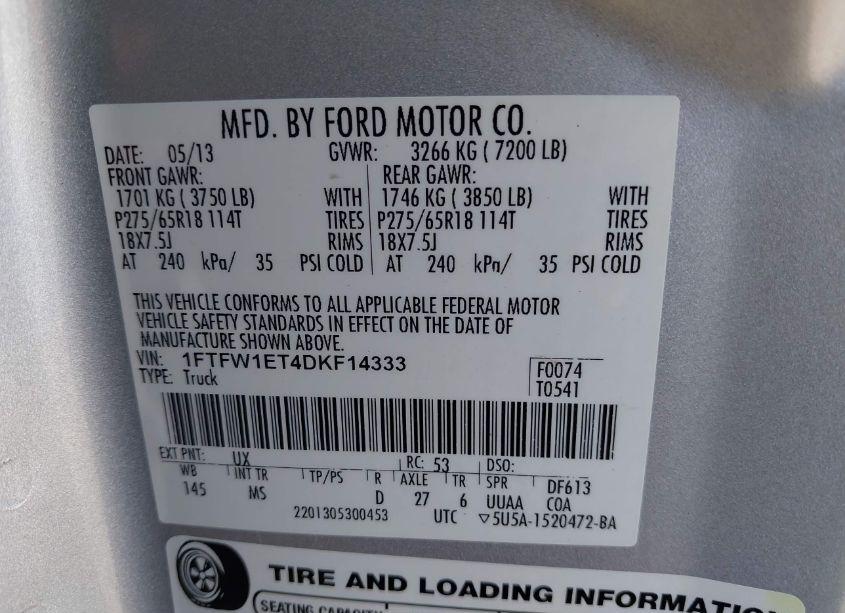 MFD. BY FORD MOTOR CO.
DATE: 05/13 GVWR: 3266 KG ( 7200 LB)
FRONT GAWR: REAR GAWR:
1701 KG ( 3750 LB) WITH 1746 KG ( 3850 LB) WITH
P275/65R18 114T TIRES P275/65R18 114T TIRES
18X7.5J RIMS 18X7.5J RIMS
AT 240 kPa/ 35 PSI COLD AT 240 kPa/ 35 PSI COLD
THIS VEHICLE CONFORMS TO ALL APPLICABLE FEDERAL MOTOR
VEHICLE SAFETY STANDARDS IN EFFECT ON THE DATE OF
MANUFACTURE SHOWN ABOVE.
VIN: 1FTFW1ET4DKF14333 F0074
TYPE: Truck T0541
EXT PNT: UX RC: 53 DSO:
WB INT TR TP/PS R AXLE TR SPR DF613
145 MS D 27 6 UUAA COA
2201305300453 UTC ▽5U5A-1520472-BA
TIRE AND LOADING INFORMATION
SEATING CAPACITY